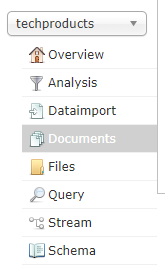 techproducts
Overview
Analysis
Dataimport
Documents
Files
Query
Stream
Schema